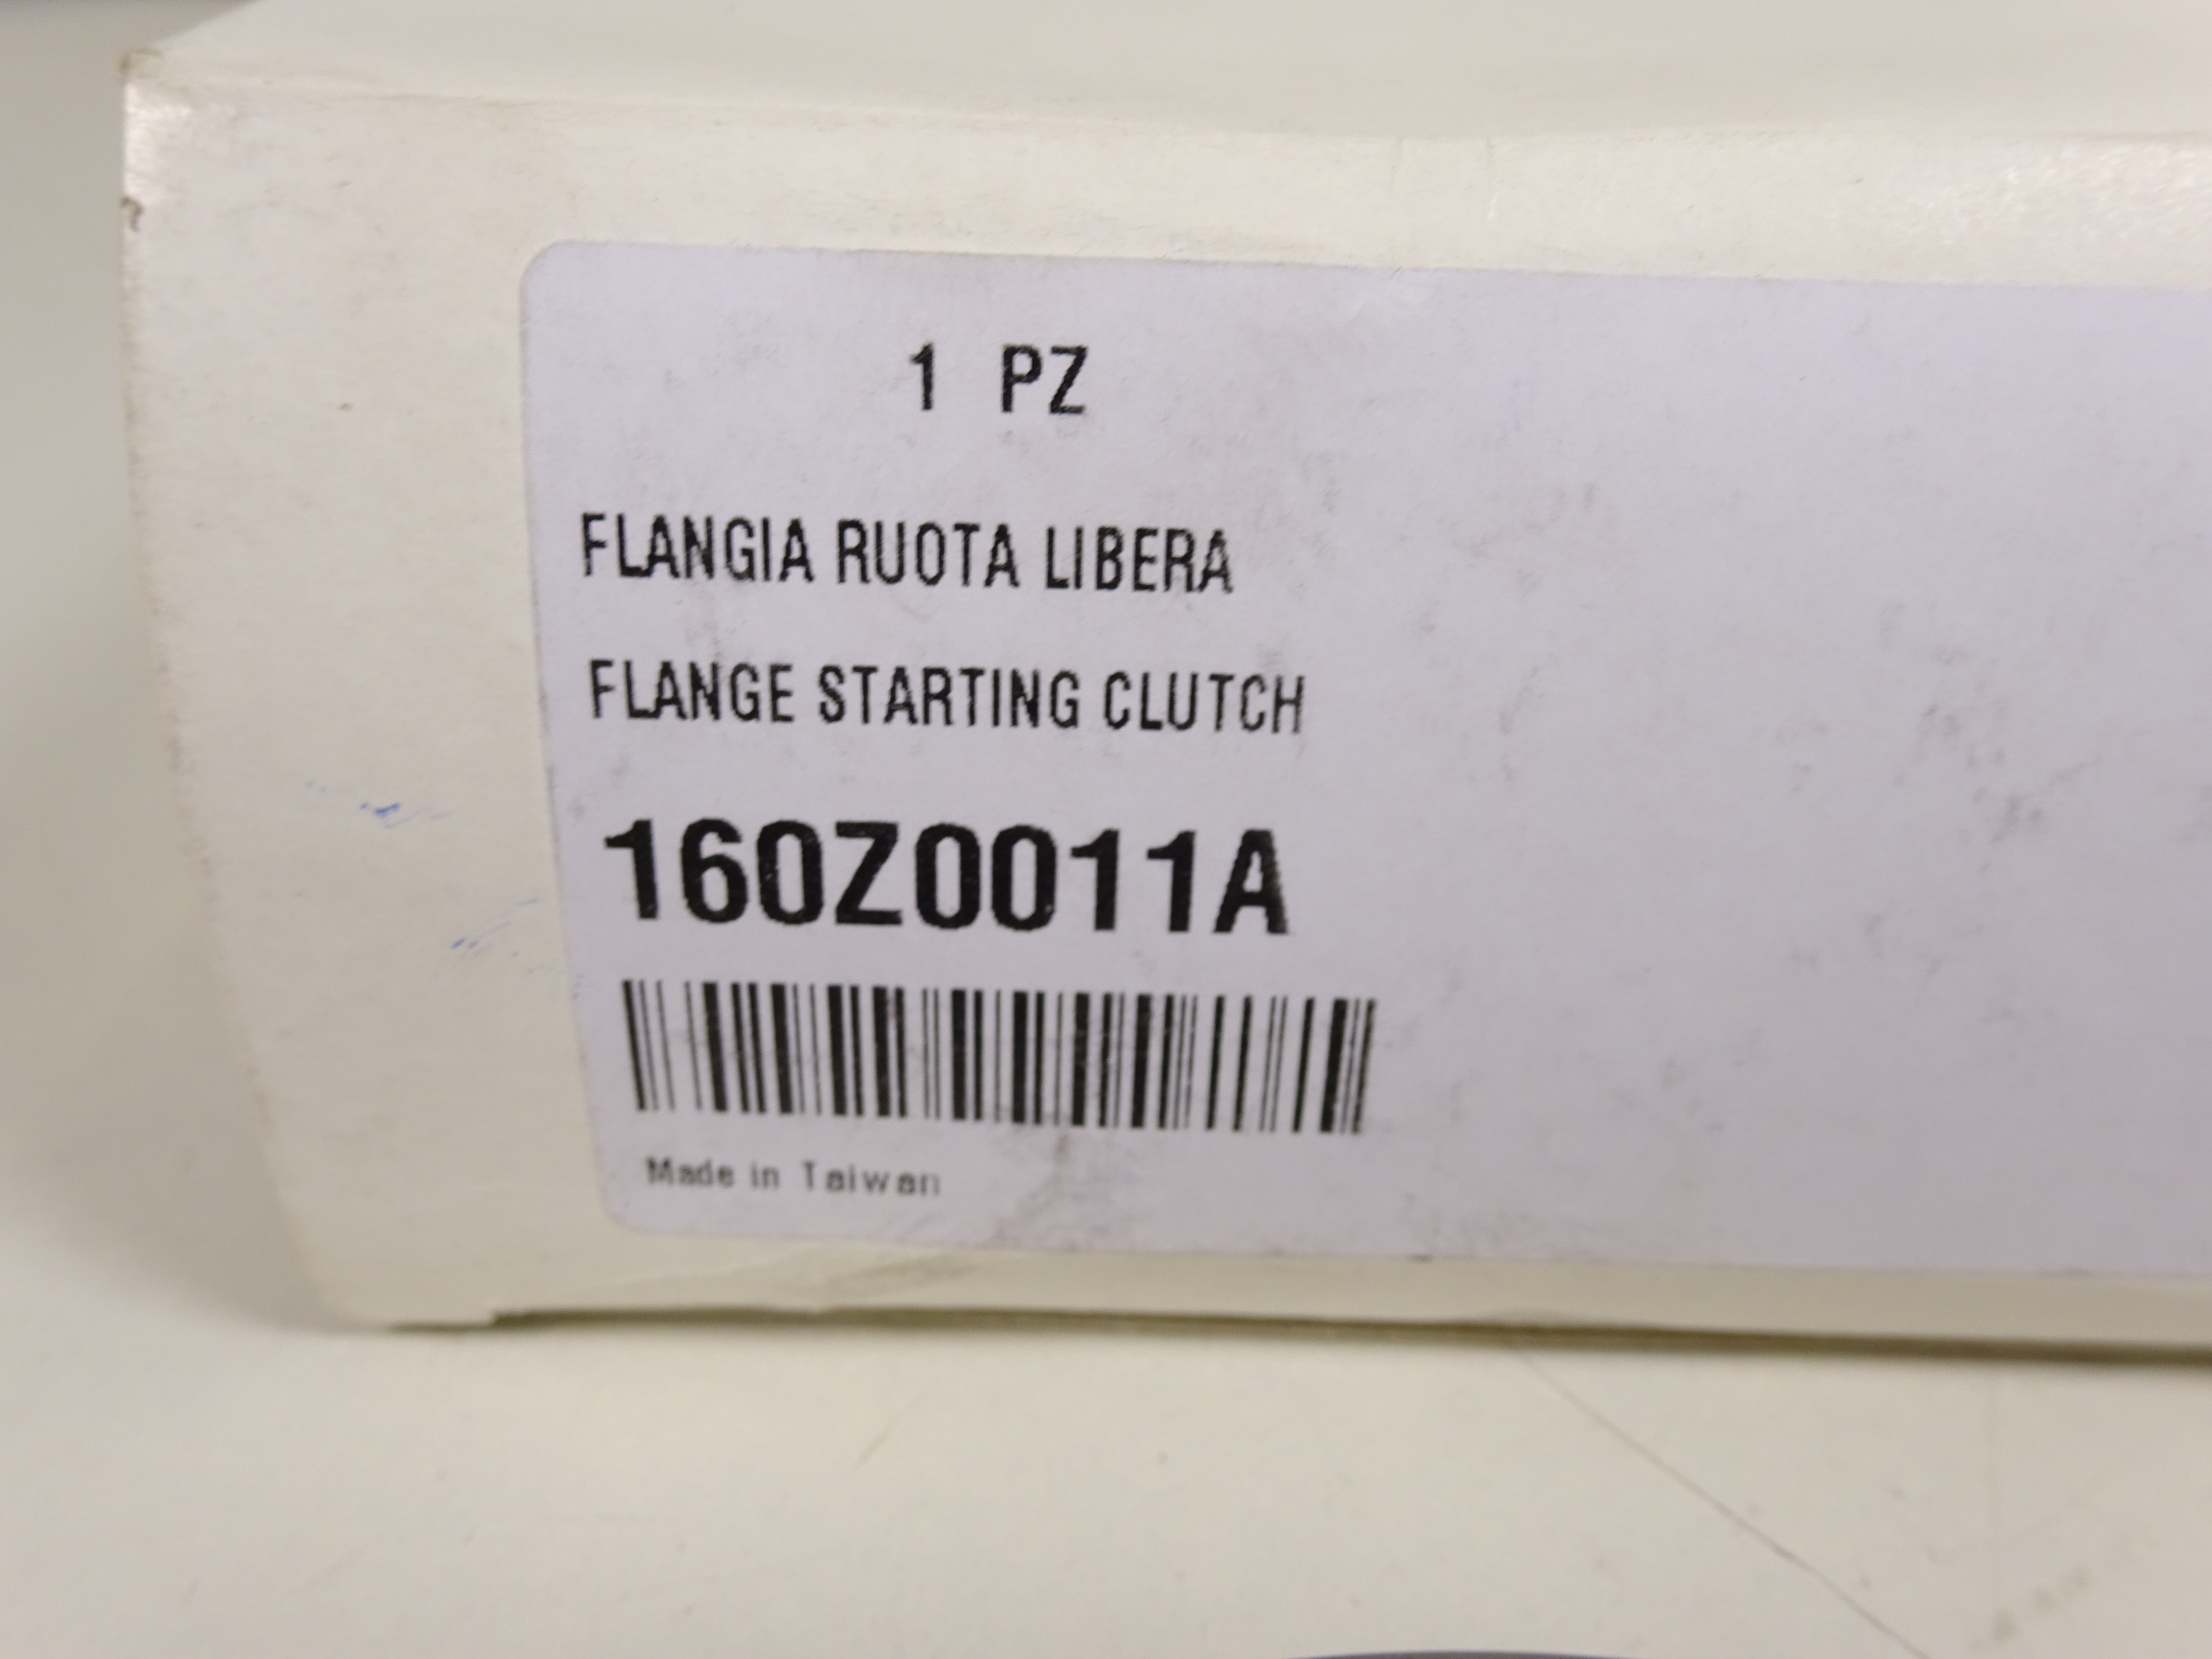 1 PZ
FLANGIA RUOTA LIBERA
FLANGE STARTING CLUTCH
160Z0011A
Made in Taiwan